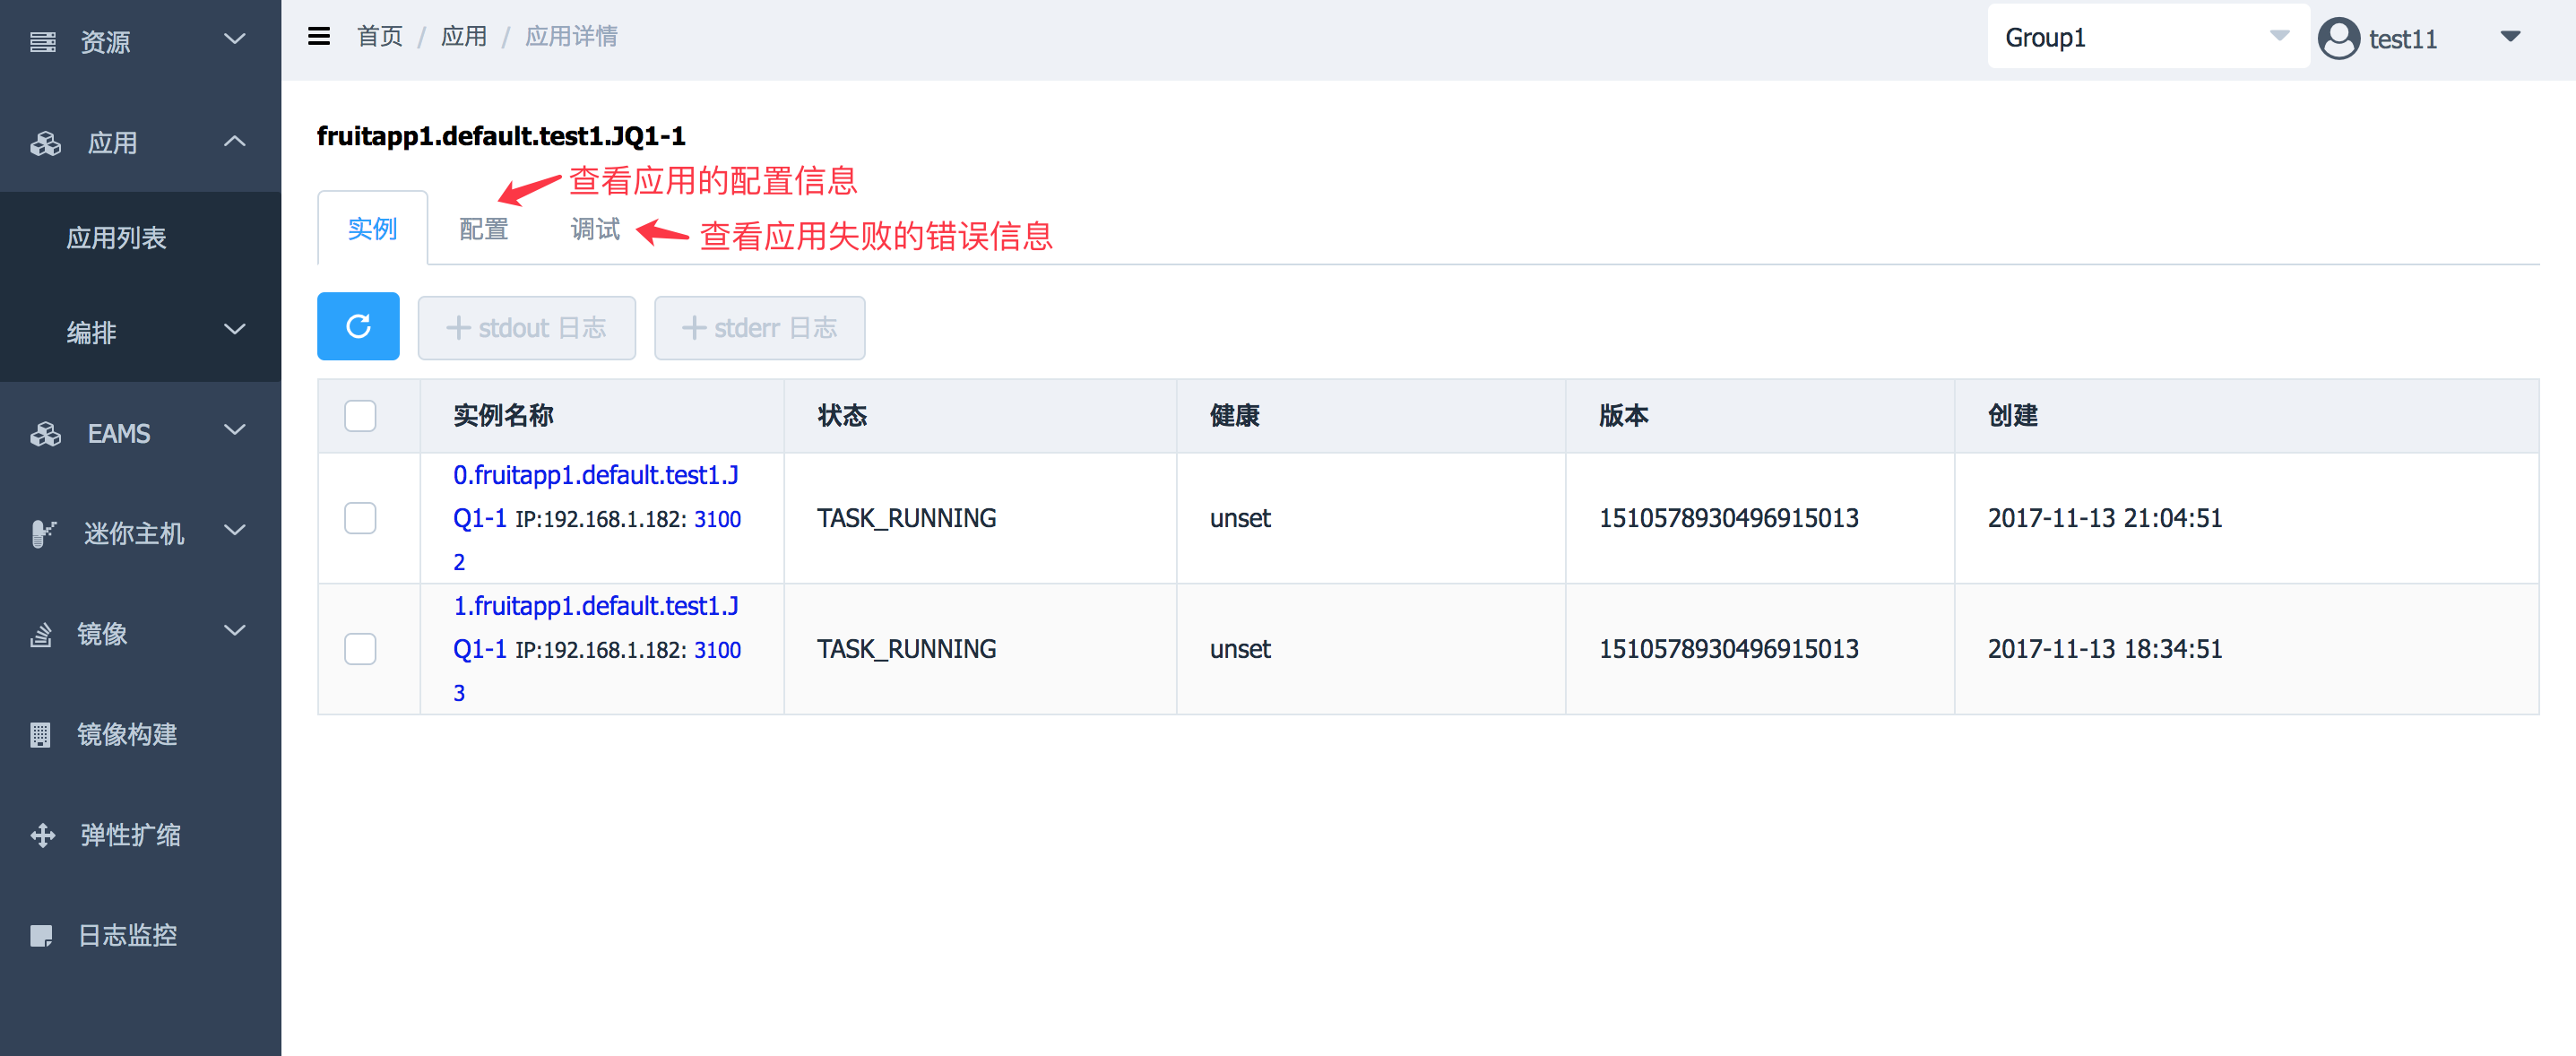 资源
应用
应用列表
编排
EAMS
迷你主机
镜像
镜像构建
弹性扩缩
日志监控
首页 / 应用 / 应用详情
Group1
test11
fruitapp1.default.test1.JQ1-1
查看应用的配置信息
实例 配置 调试
查看应用失败的错误信息
stdout 日志 stderr 日志
实例名称 状态 健康 版本 创建
0.fruitapp1.default.test1.J
Q1-1 IP:192.168.1.182: 3100 TASK_RUNNING unset 1510578930496915013 2017-11-13 21:04:51
2
1.fruitapp1.default.test1.J
Q1-1 IP:192.168.1.182: 3100 TASK_RUNNING unset 1510578930496915013 2017-11-13 18:34:51
3